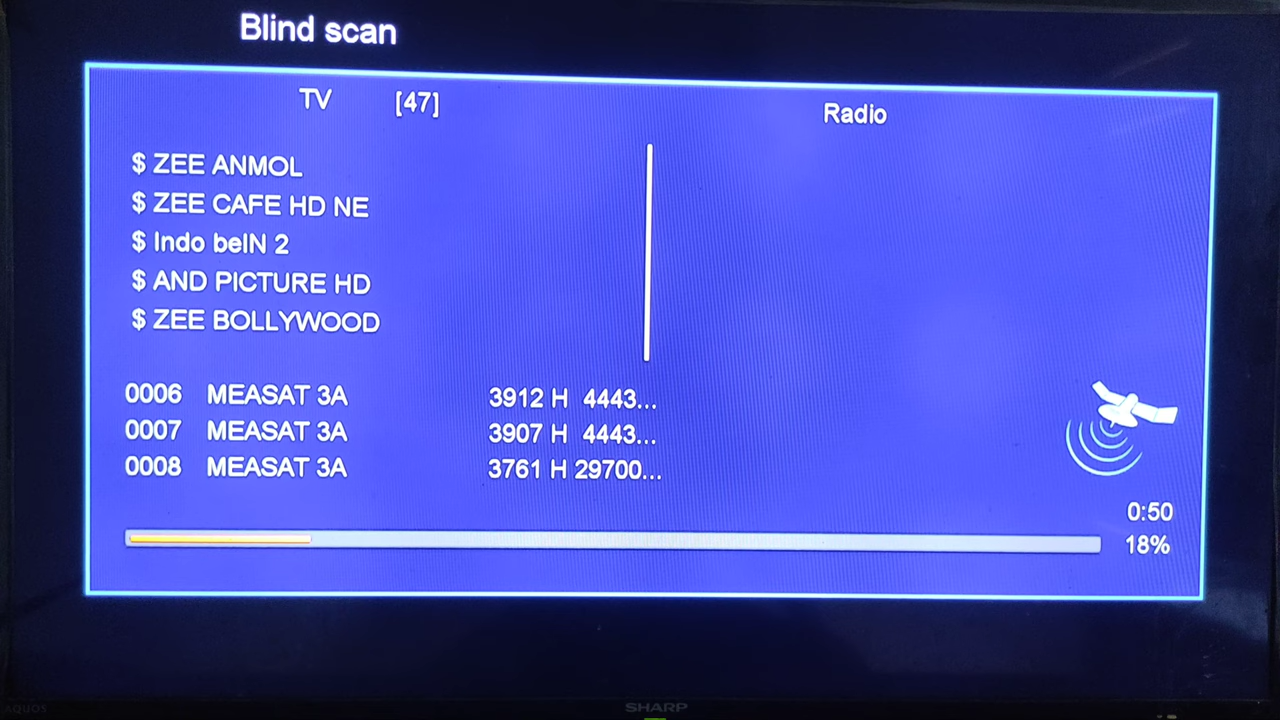 Blind scan
TV [47]
Radio
$ ZEE ANMOL
$ ZEE CAFE HD NE
$ Indo beIN 2
$ AND PICTURE HD
$ ZEE BOLLYWOOD
0006 MEASAT 3A 3912 H 4443...
0007 MEASAT 3A 3907 H 4443...
0008 MEASAT 3A 3761 H 29700...
0:50
18%
AQUOS
SHARP